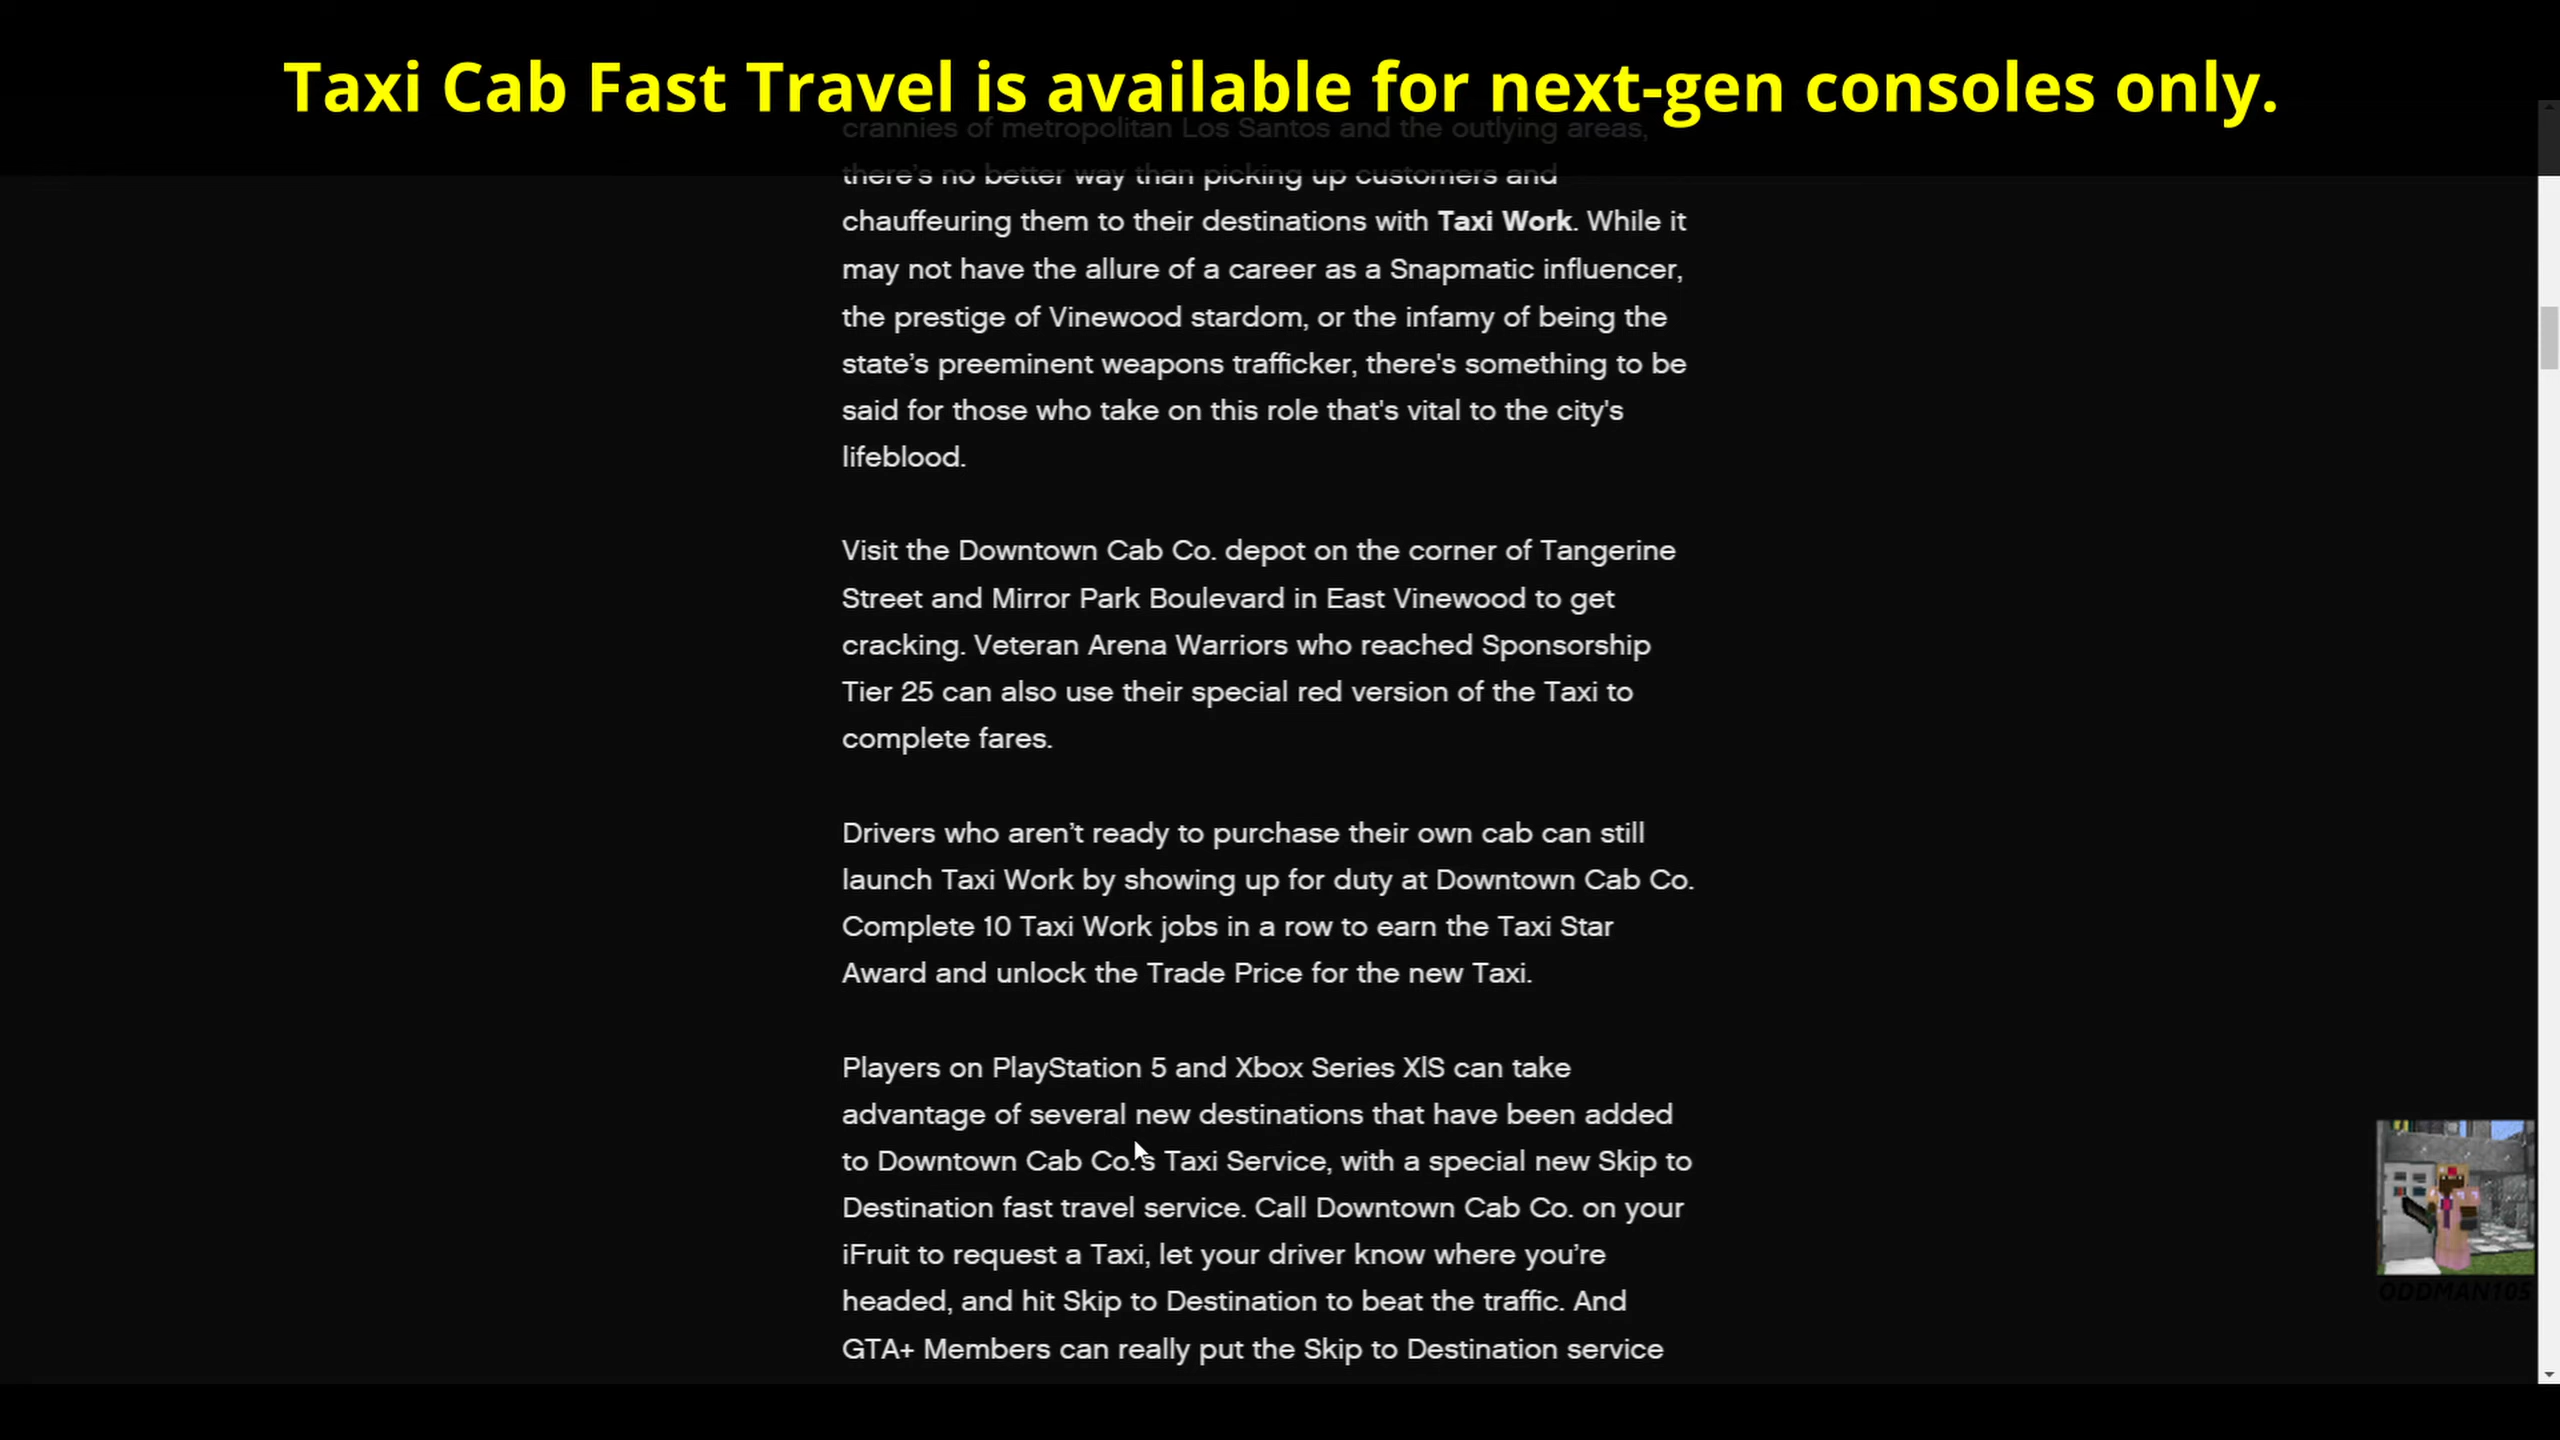 Taxi Cab Fast Travel is available for next-gen consoles only.
crannies of metropolitan Los Santos and the outlying areas,
there's no better way than picking up customers and
chauffeuring them to their destinations with Taxi Work. While it
may not have the allure of a career as a Snapmatic influencer,
the prestige of Vinewood stardom, or the infamy of being the
state’s preeminent weapons trafficker, there's something to be
said for those who take on this role that's vital to the city's
lifeblood.
Visit the Downtown Cab Co. depot on the corner of Tangerine
Street and Mirror Park Boulevard in East Vinewood to get
cracking. Veteran Arena Warriors who reached Sponsorship
Tier 25 can also use their special red version of the Taxi to
complete fares.
Drivers who aren’t ready to purchase their own cab can still
launch Taxi Work by showing up for duty at Downtown Cab Co.
Complete 10 Taxi Work jobs in a row to earn the Taxi Star
Award and unlock the Trade Price for the new Taxi.
Players on PlayStation 5 and Xbox Series X|S can take
advantage of several new destinations that have been added
to Downtown Cab Co.’s Taxi Service, with a special new Skip to
Destination fast travel service. Call Downtown Cab Co. on your
iFruit to request a Taxi, let your driver know where you’re
headed, and hit Skip to Destination to beat the traffic. And
GTA+ Members can really put the Skip to Destination service
ODDMAN105